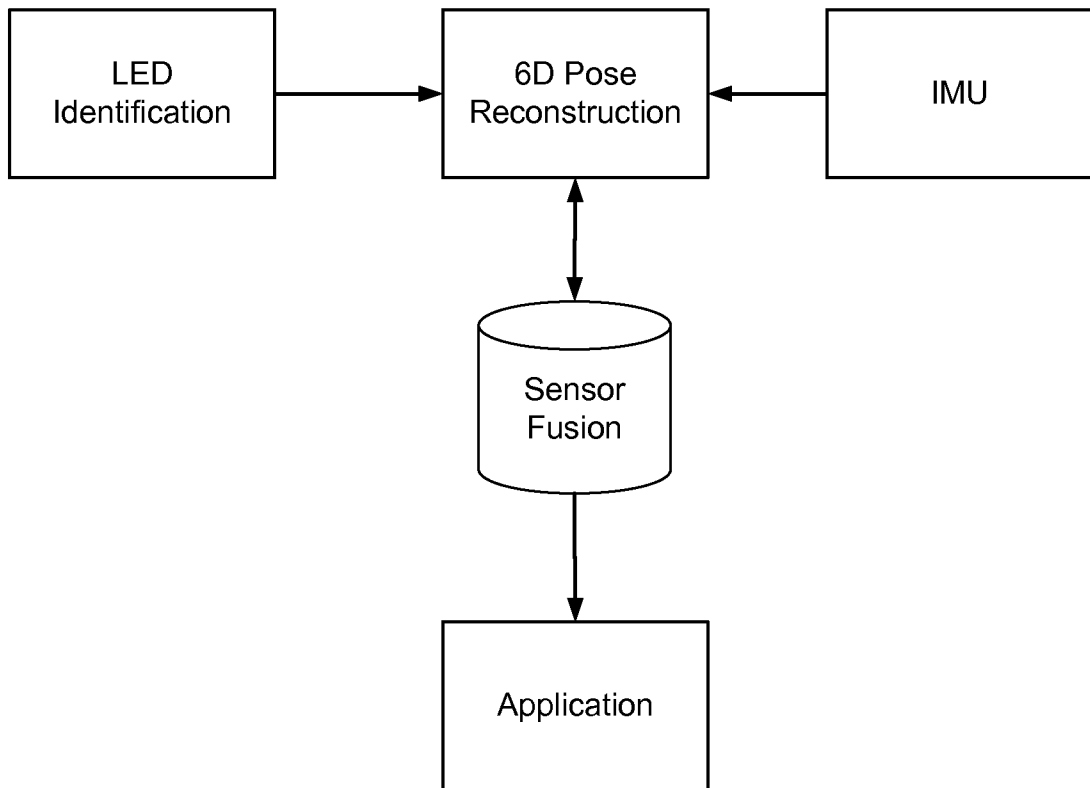 LED
Identification
6D Pose
Reconstruction
IMU
Sensor
Fusion
Application